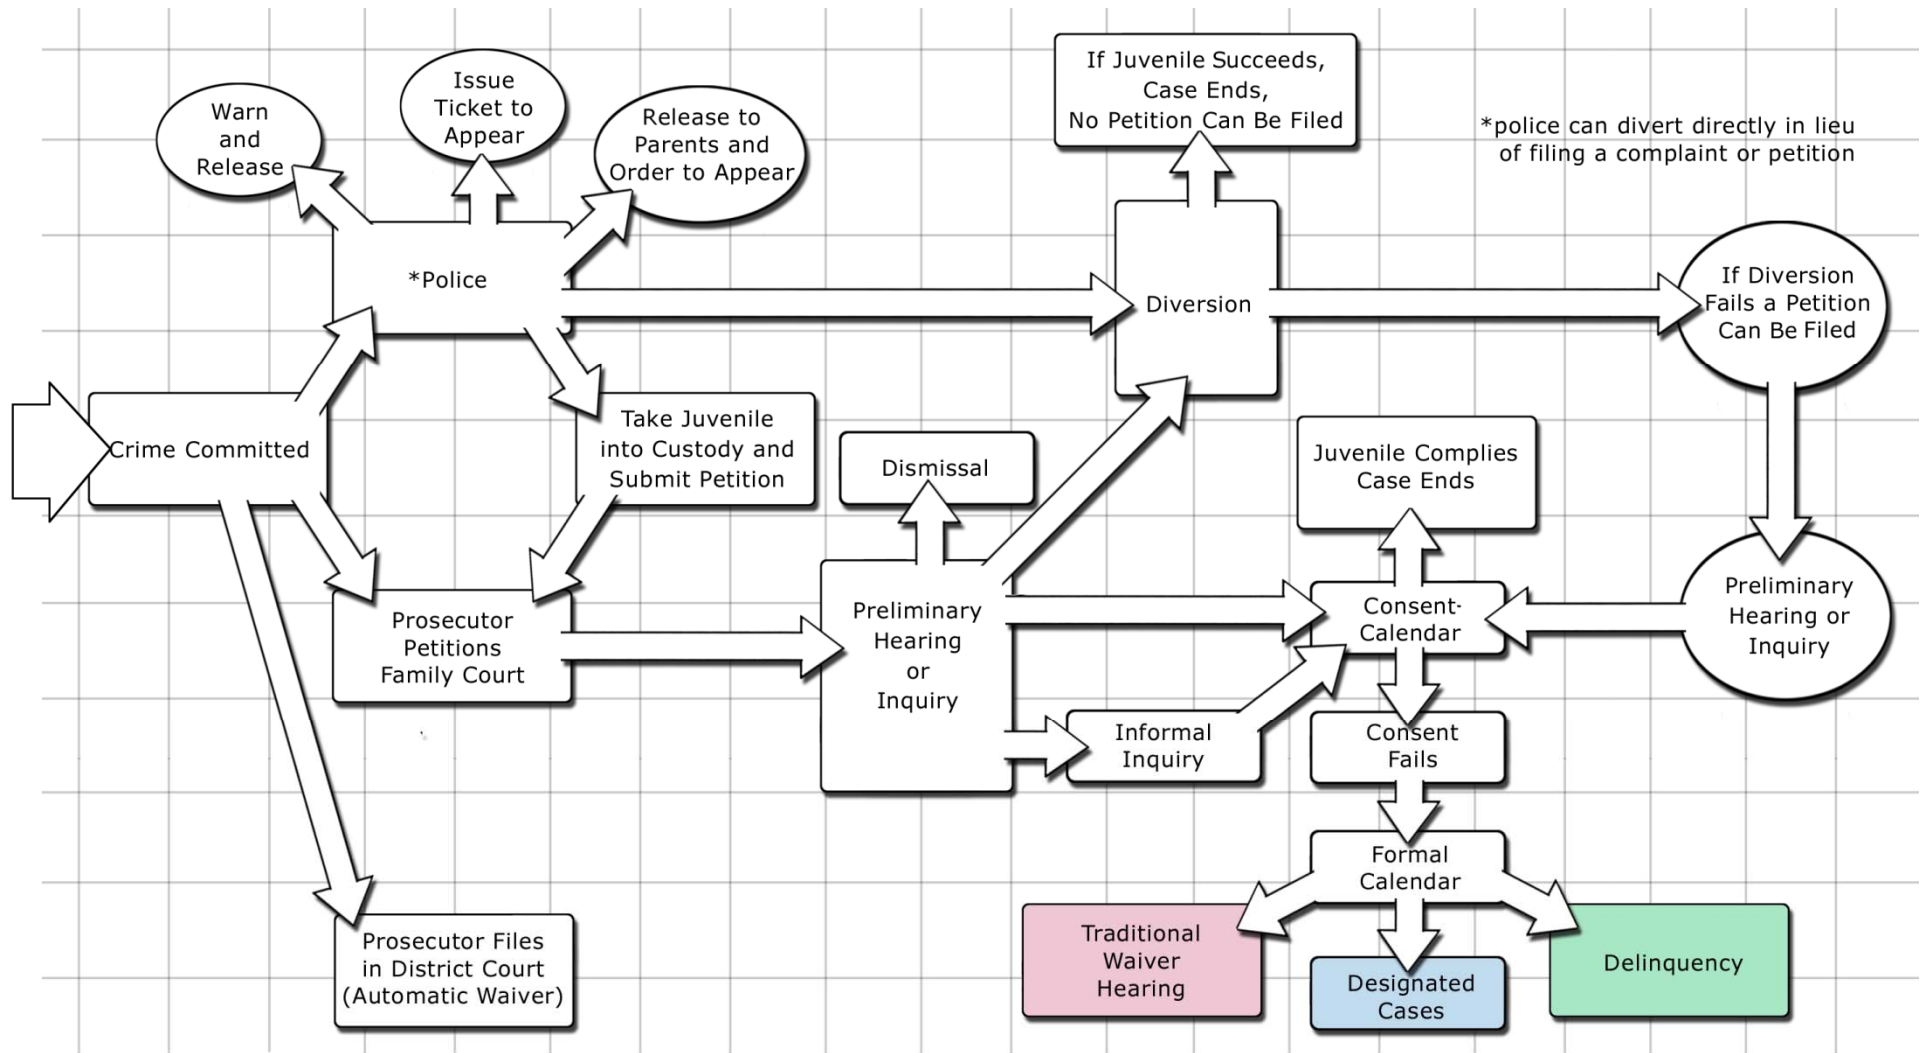 Warn
and
Release
Issue
Ticket to
Appear
Release to
Parents and
Order to Appear
If Juvenile Succeeds,
Case Ends,
No Petition Can Be Filed
*police can divert directly in lieu
of filing a complaint or petition
*Police
Diversion
If Diversion
Fails a Petition
Can Be Filed
Crime Committed
Take Juvenile
into Custody and
Submit Petition
Dismissal
Juvenile Complies
Case Ends
Prosecutor
Petitions
Family Court
Preliminary
Hearing
or
Inquiry
Consent-
Calendar
Preliminary
Hearing or
Inquiry
Informal
Inquiry
Consent
Fails
Formal
Calendar
Prosecutor Files
in District Court
(Automatic Waiver)
Traditional
Waiver
Hearing
Designated
Cases
Delinquency